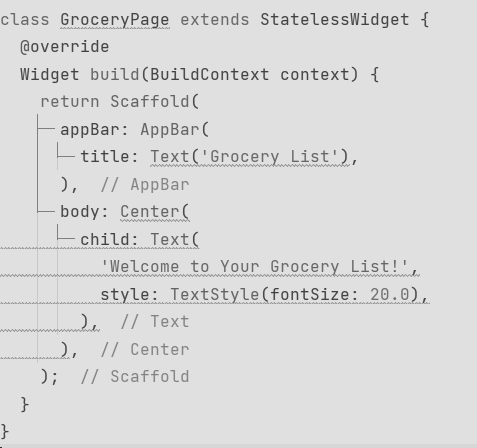 class GroceryPage extends StatelessWidget {
  @override
  Widget build(BuildContext context) {
    return Scaffold(
      appBar: AppBar(
        title: Text('Grocery List'),
      ),  // AppBar
      body: Center(
        child: Text(
          'Welcome to Your Grocery List!',
          style: TextStyle(fontSize: 20.0),
        ),  // Text
      ),  // Center
    );  // Scaffold
  }
}